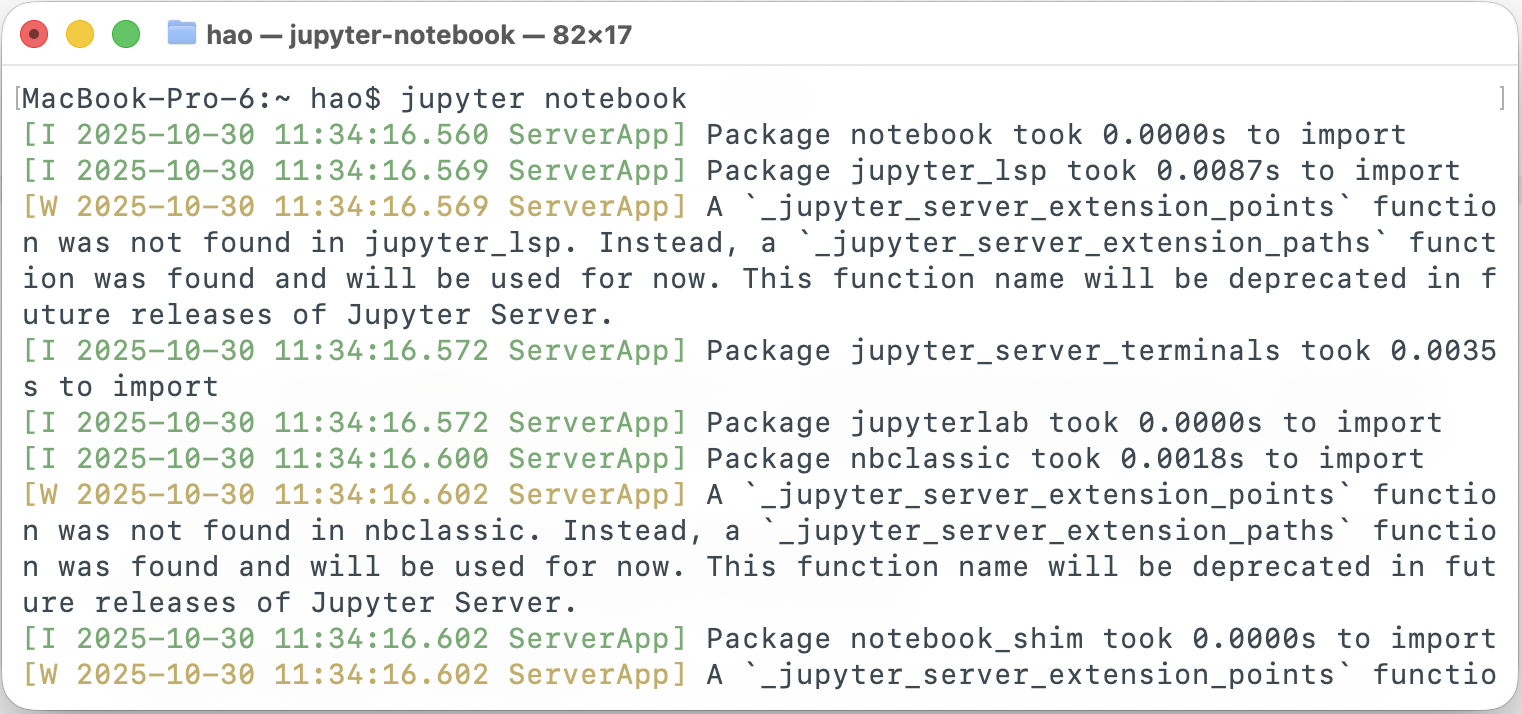 hao — jupyter-notebook — 82×17
[MacBook-Pro-6:~ hao$ jupyter notebook ]
[I 2025-10-30 11:34:16.560 ServerApp] Package notebook took 0.0000s to import
[I 2025-10-30 11:34:16.569 ServerApp] Package jupyter_lsp took 0.0087s to import
[W 2025-10-30 11:34:16.569 ServerApp] A `_jupyter_server_extension_points` functio
n was not found in jupyter_lsp. Instead, a `_jupyter_server_extension_paths` funct
ion was found and will be used for now. This function name will be deprecated in f
uture releases of Jupyter Server.
[I 2025-10-30 11:34:16.572 ServerApp] Package jupyter_server_terminals took 0.0035
s to import
[I 2025-10-30 11:34:16.572 ServerApp] Package jupyterlab took 0.0000s to import
[I 2025-10-30 11:34:16.600 ServerApp] Package nbclassic took 0.0018s to import
[W 2025-10-30 11:34:16.602 ServerApp] A `_jupyter_server_extension_points` functio
n was not found in nbclassic. Instead, a `_jupyter_server_extension_paths` functio
n was found and will be used for now. This function name will be deprecated in fut
ure releases of Jupyter Server.
[I 2025-10-30 11:34:16.602 ServerApp] Package notebook_shim took 0.0000s to import
[W 2025-10-30 11:34:16.602 ServerApp] A `_jupyter_server_extension_points` functio